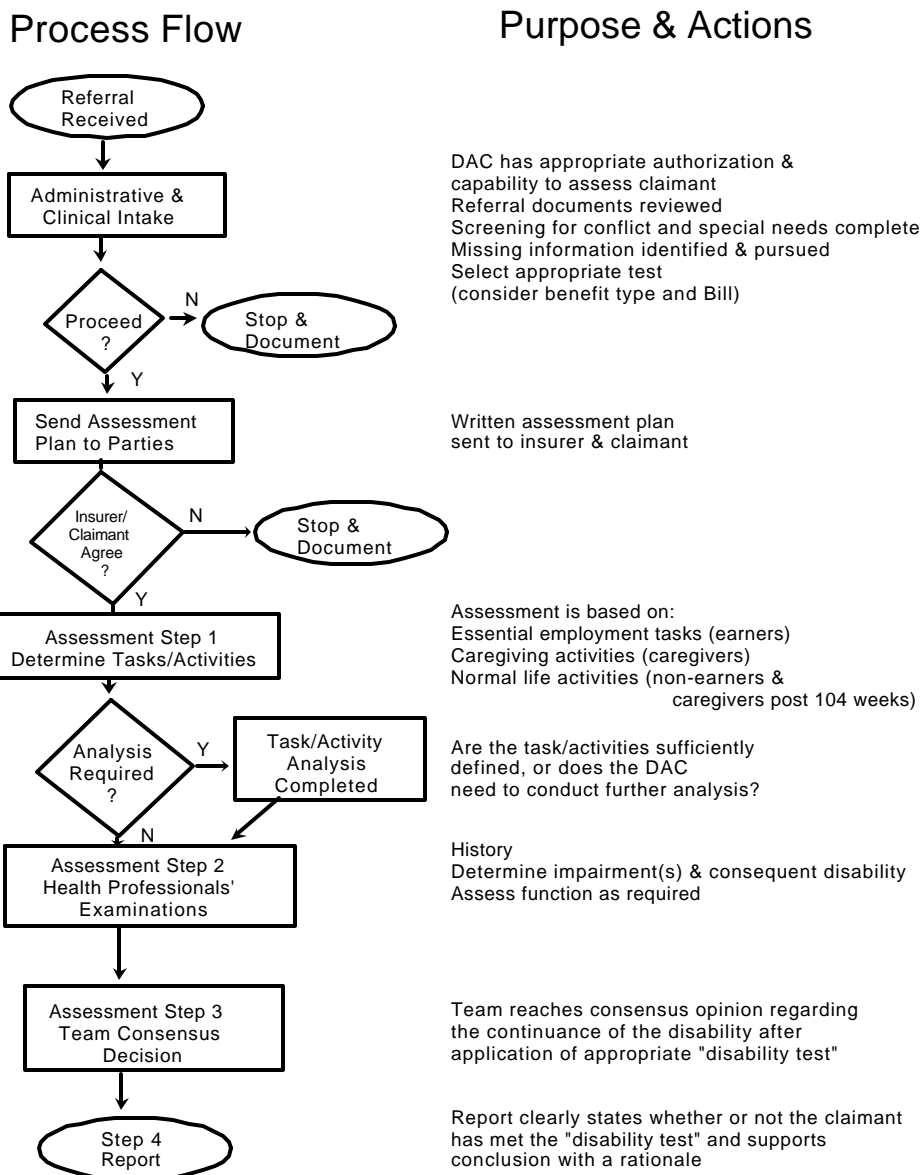 Process Flow
Purpose & Actions
Referral
Received
Administrative &
Clinical Intake
DAC has appropriate authorization &
capability to assess claimant
Referral documents reviewed
Screening for conflict and special needs complete
Missing information identified & pursued
Select appropriate test
(consider benefit type and Bill)
Proceed
?
N
Stop &
Document
Y
Send Assessment
Plan to Parties
Written assessment plan
sent to insurer & claimant
Insurer/
Claimant
Agree
?
N
Stop &
Document
Y
Assessment Step 1
Determine Tasks/Activities
Assessment is based on:
Essential employment tasks (earners)
Caregiving activities (caregivers)
Normal life activities (non-earners &
caregivers post 104 weeks)
Analysis
Required
?
Y
Task/Activity
Analysis
Completed
Are the task/activities sufficiently
defined, or does the DAC
need to conduct further analysis?
N
Assessment Step 2
Health Professionals'
Examinations
History
Determine impairment(s) & consequent disability
Assess function as required
Assessment Step 3
Team Consensus
Decision
Team reaches consensus opinion regarding
the continuance of the disability after
application of appropriate "disability test"
Step 4
Report
Report clearly states whether or not the claimant
has met the "disability test" and supports
conclusion with a rationale